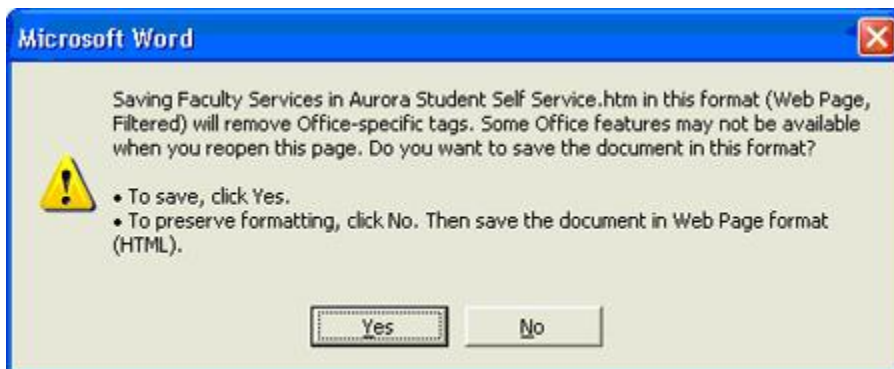 Microsoft Word
Saving Faculty Services in Aurora Student Self Service.htm in this format (Web Page,
Filtered) will remove Office-specific tags. Some Office features may not be available
when you reopen this page. Do you want to save the document in this format?
• To save, click Yes.
• To preserve formatting, click No. Then save the document in Web Page format
(HTML).
Yes
No